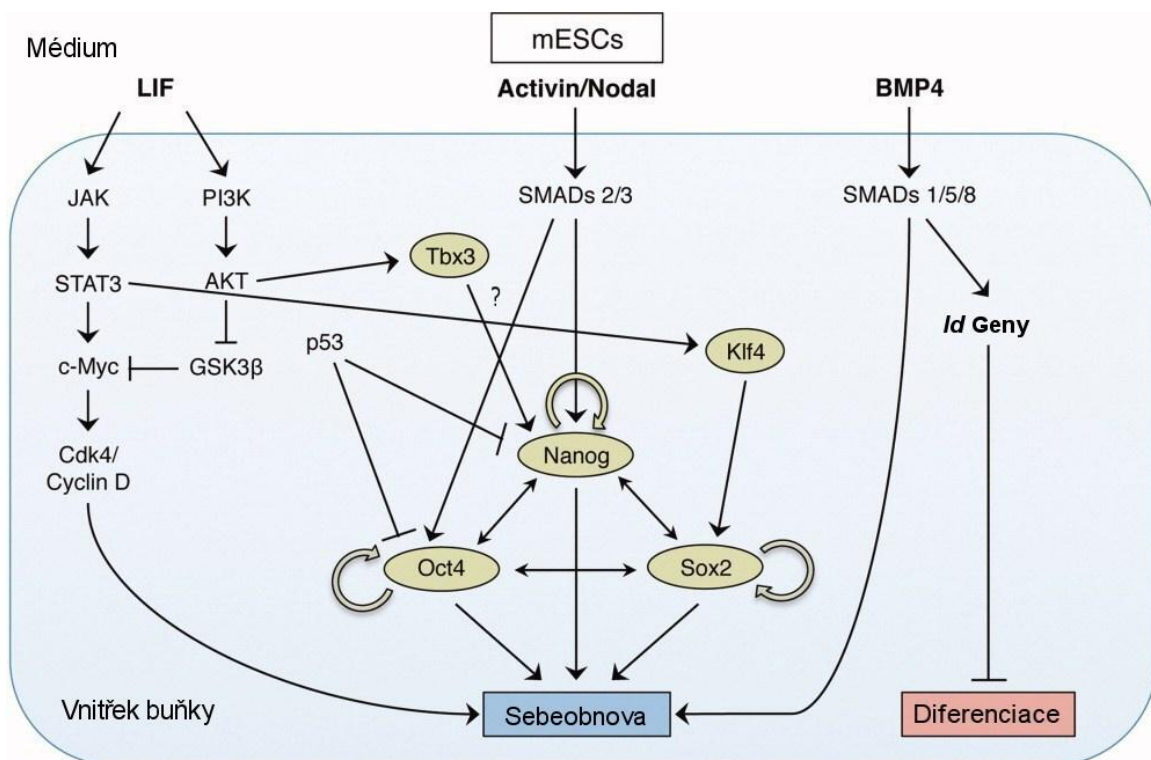 mESCs
Médium
LIF
Activin/Nodal
BMP4
JAK
PI3K
SMADs 2/3
SMADs 1/5/8
Tbx3
STAT3
AKT
?
Id Geny
p53
Klf4
c-Myc
GSK3β
Nanog
Cdk4/
Cyclin D
Oct4
Sox2
Vnitřek buňky
Sebeobnova
Diferenciace